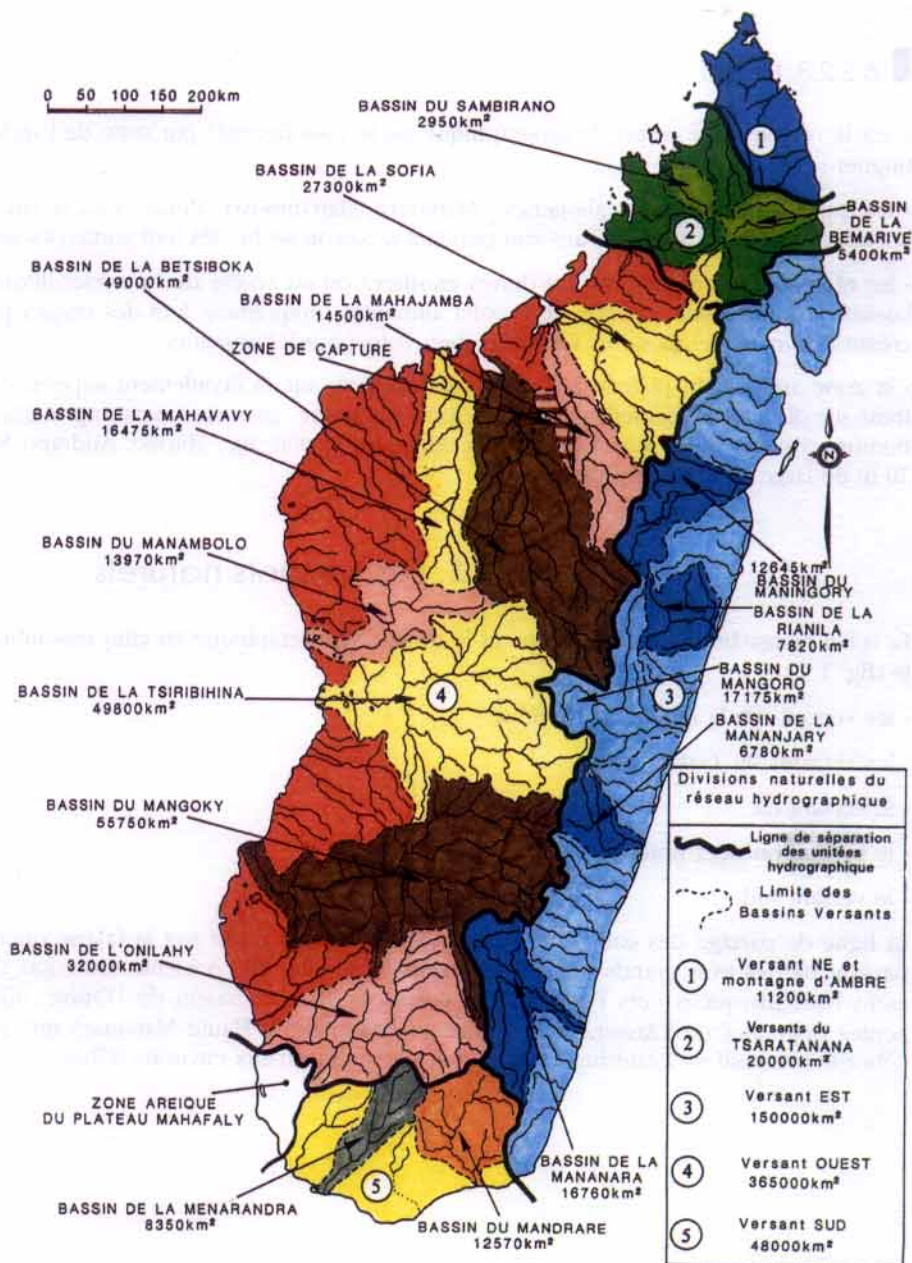 0 50 100 150 200km
BASSIN DU SAMBIRANO
2950km²
BASSIN DE LA SOFIA
27300km²
BASSIN DE LA BETSIBOKA
49000km²
BASSIN DE LA MAHAJAMBA
14500km²
ZONE DE CAPTURE
BASSIN DE LA MAHAVAVY
16475km²
BASSIN DU MANAMBOLO
13970km²
BASSIN DE LA TSIRIBIHINA
49800km²
BASSIN DU MANGOKY
55750km²
BASSIN DE L'ONILAHY
32000km²
ZONE AREIQUE
DU PLATEAU MAHAFALY
BASSIN DE LA MENARANDRA
8350km²
BASSIN DU MANDRARE
12570km²
BASSIN DE LA
MANANARA
16760km²
1
2
3
4
5
BASSIN
DE LA
BEMARIVE
5400km²
N
12645km²
BASSIN DU
MANINGORY
BASSIN DE LA
RIANILA
7820km²
BASSIN DU
MANGORO
17175km²
BASSIN DE LA
MANANJARY
6780km²
Divisions naturelles du
réseau hydrographique
Ligne de séparation
des unitées
hydrographique
Limite des
Bassins Versants
1 Versant NE et
montagne d'AMBRE
11200km²
2 Versants du
TSARATANANA
20000km²
3 Versant EST
150000km²
4 Versant OUEST
365000km²
5 Versant SUD
48000km²